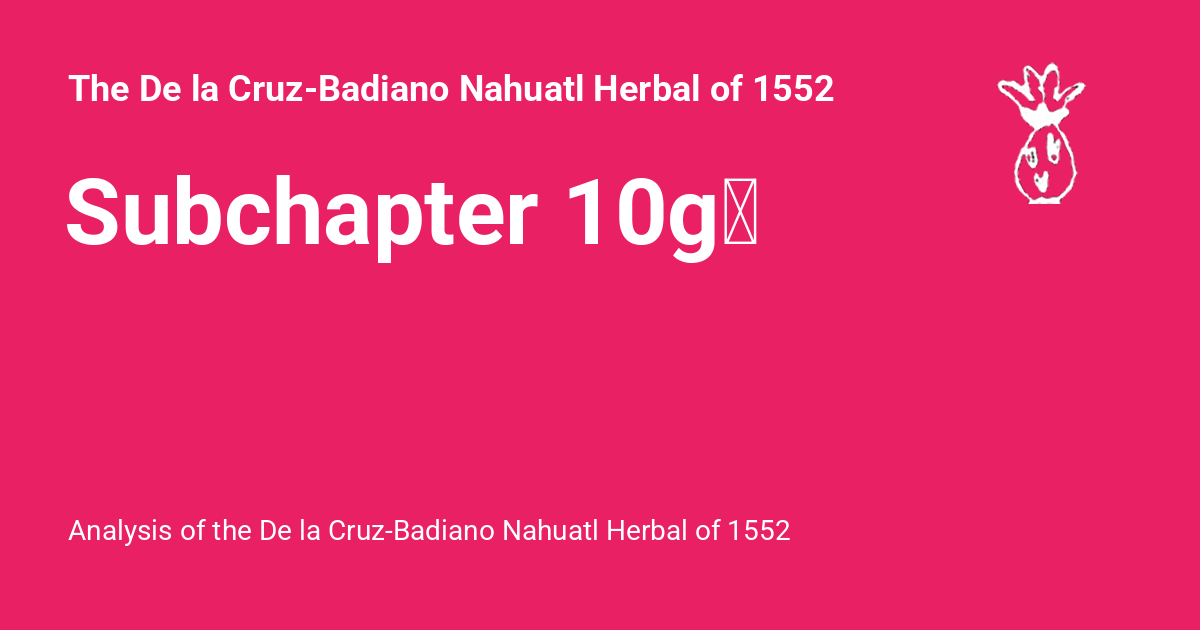 The De la Cruz-Badiano Nahuatl Herbal of 1552
Subchapter 10g
Analysis of the De la Cruz-Badiano Nahuatl Herbal of 1552